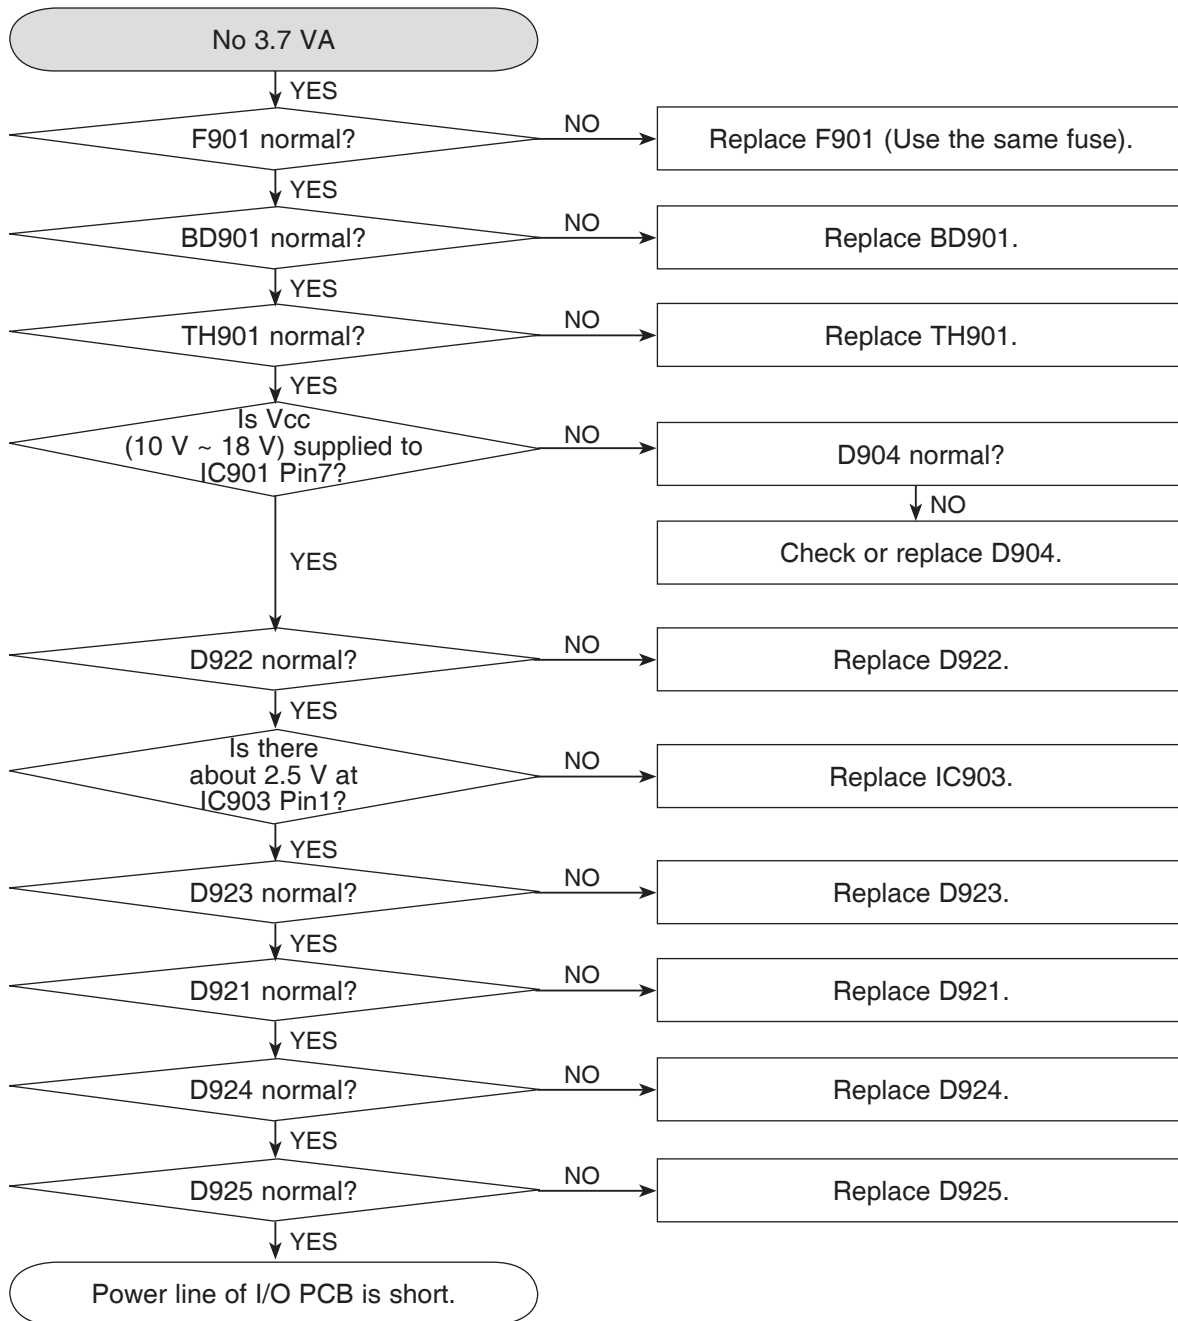 No 3.7 VA
YES
F901 normal?
NO
Replace F901 (Use the same fuse).
YES
BD901 normal?
NO
Replace BD901.
YES
TH901 normal?
NO
Replace TH901.
YES
Is Vcc
(10 V ~ 18 V) supplied to
IC901 Pin7?
NO
D904 normal?
NO
Check or replace D904.
YES
D922 normal?
NO
Replace D922.
YES
Is there
about 2.5 V at
IC903 Pin1?
NO
Replace IC903.
YES
D923 normal?
NO
Replace D923.
YES
D921 normal?
NO
Replace D921.
YES
D924 normal?
NO
Replace D924.
YES
D925 normal?
NO
Replace D925.
YES
Power line of I/O PCB is short.